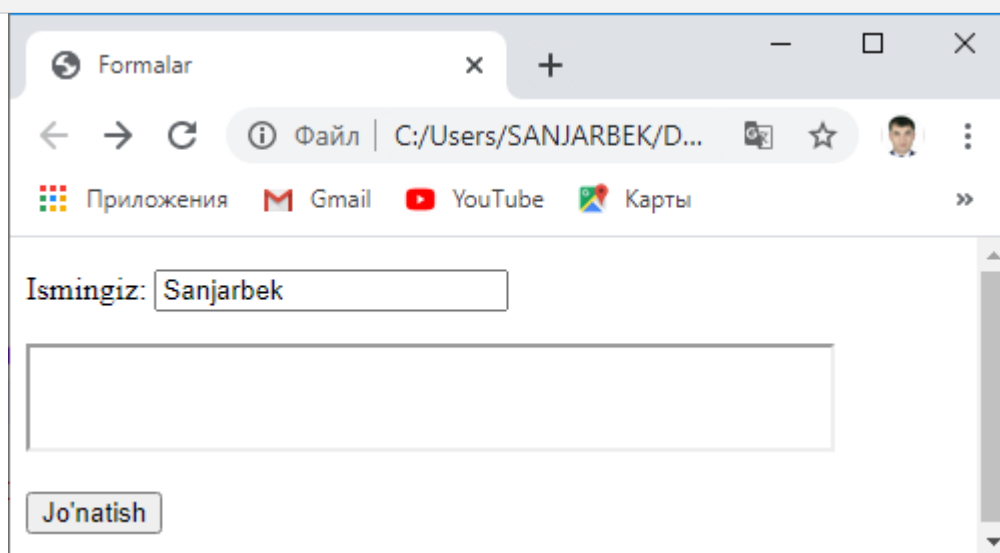 Formalar
Файл | C:/Users/SANJARBEK/D...
Приложения Gmail YouTube Карты »
Ismingiz: Sanjarbek
Jo'natish